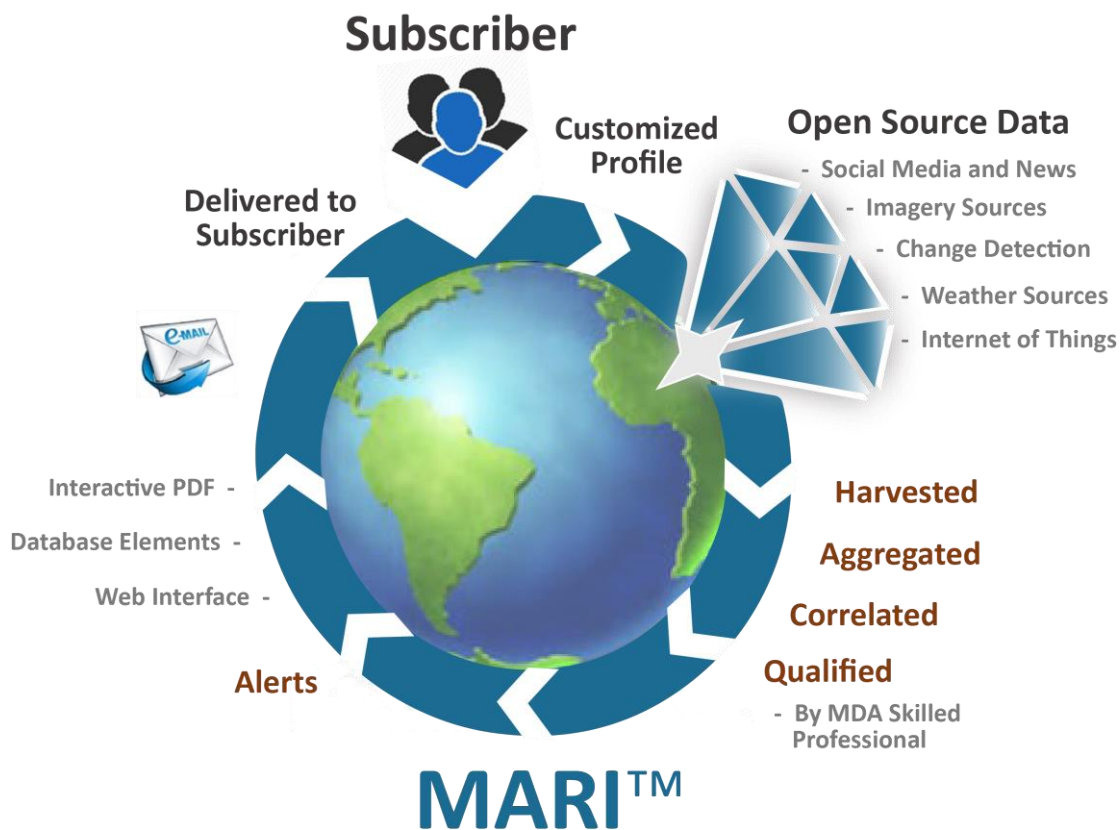 Subscriber
Customized
Profile
Open Source Data
- Social Media and News
- Imagery Sources
- Change Detection
- Weather Sources
- Internet of Things
Delivered to
Subscriber
e-MAIL
Interactive PDF -
Database Elements -
Web Interface -
Harvested
Aggregated
Correlated
Qualified
- By MDA Skilled
Professional
Alerts
MARI™